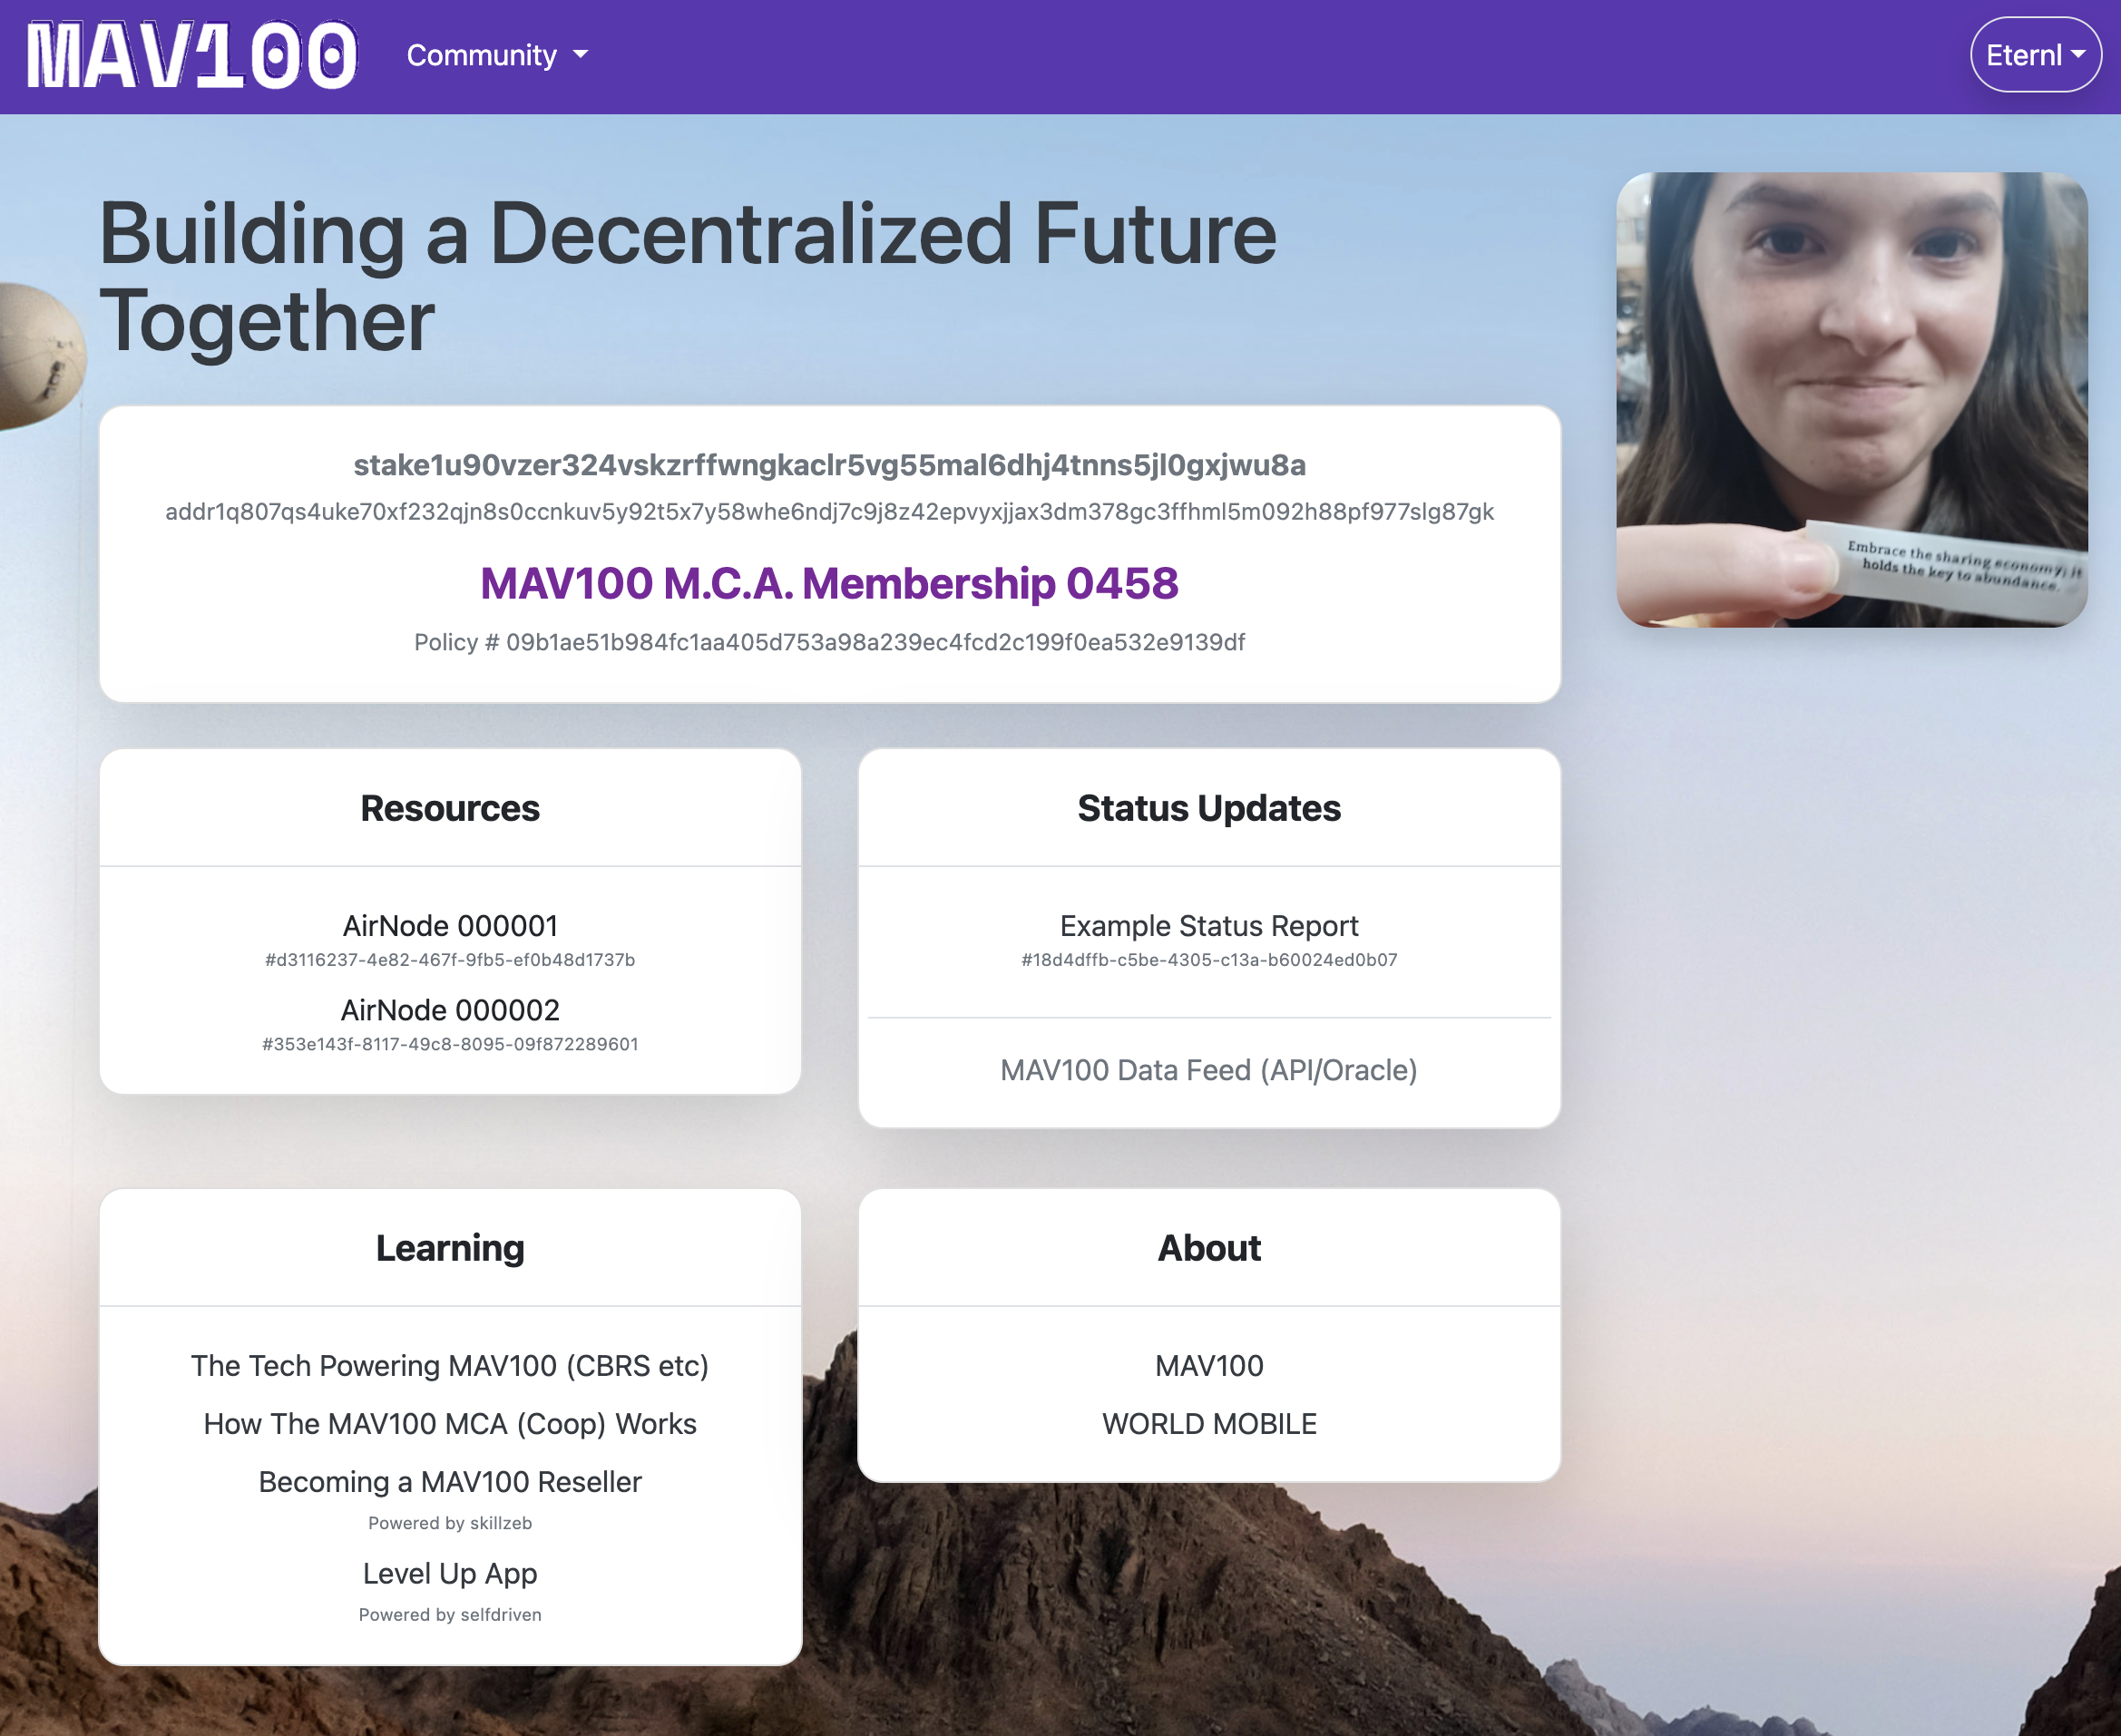 MAV100
Community
Eternl
Building a Decentralized Future
Together
stake1u90vzer324vskzrffwngkaclr5vg55mal6dhj4tnns5jl0gxjwu8a
addr1q807qs4uke70xf232qjn8s0ccnkuv5y92t5x7y58whe6ndj7c9j8z42epvyxjjax3dm378gc3ffhml5m092h88pf977slg87gk
MAV100 M.C.A. Membership 0458
Policy # 09b1ae51b984fc1aa405d753a98a239ec4fcd2c199f0ea532e9139df
Embrace the sharing economy; it
holds the key to abundance.
Resources
AirNode 000001
#d3116237-4e82-467f-9fb5-ef0b48d1737b
AirNode 000002
#353e143f-8117-49c8-8095-09f872289601
Status Updates
Example Status Report
#18d4dffb-c5be-4305-c13a-b60024ed0b07
MAV100 Data Feed (API/Oracle)
Learning
The Tech Powering MAV100 (CBRS etc)
How The MAV100 MCA (Coop) Works
Becoming a MAV100 Reseller
Powered by skillzeb
Level Up App
Powered by selfdriven
About
MAV100
WORLD MOBILE